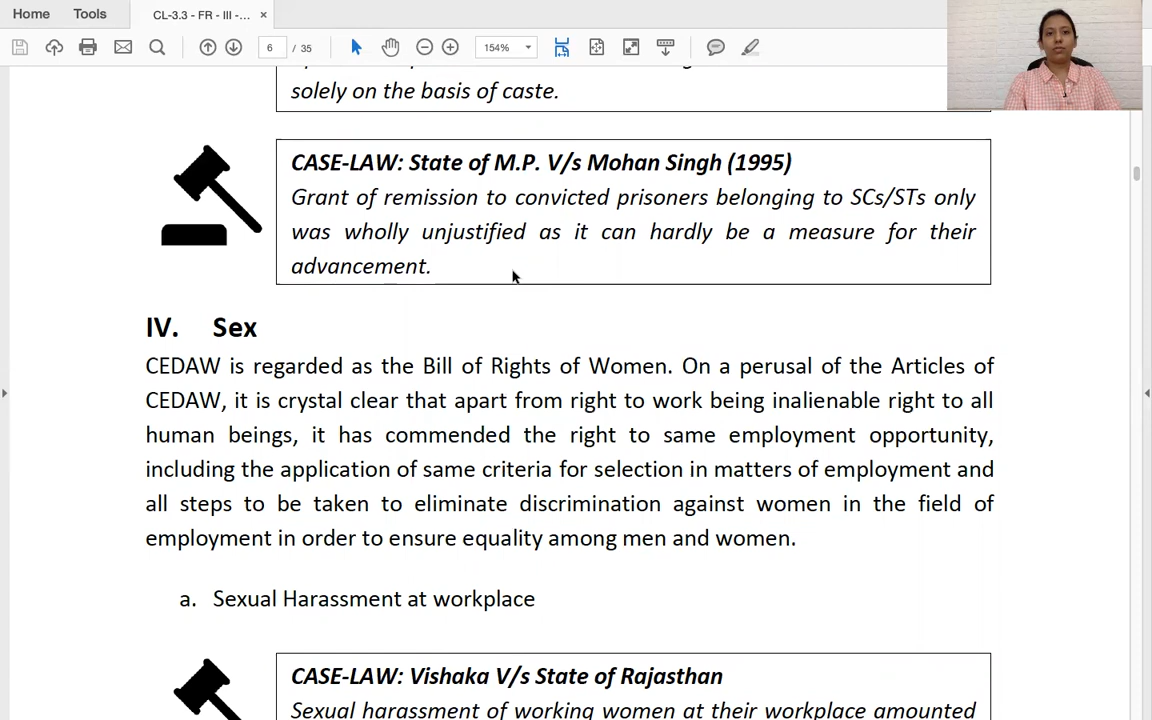 Home Tools CL-3.3 - FR - III -... ×
6 / 35 154%
solely on the basis of caste.
CASE-LAW: State of M.P. V/s Mohan Singh (1995)
Grant of remission to convicted prisoners belonging to SCs/STs only
was wholly unjustified as it can hardly be a measure for their
advancement.
IV. Sex
CEDAW is regarded as the Bill of Rights of Women. On a perusal of the Articles of
CEDAW, it is crystal clear that apart from right to work being inalienable right to all
human beings, it has commended the right to same employment opportunity,
including the application of same criteria for selection in matters of employment and
all steps to be taken to eliminate discrimination against women in the field of
employment in order to ensure equality among men and women.
a. Sexual Harassment at workplace
CASE-LAW: Vishaka V/s State of Rajasthan
Sexual harassment of working women at their workplace amounted